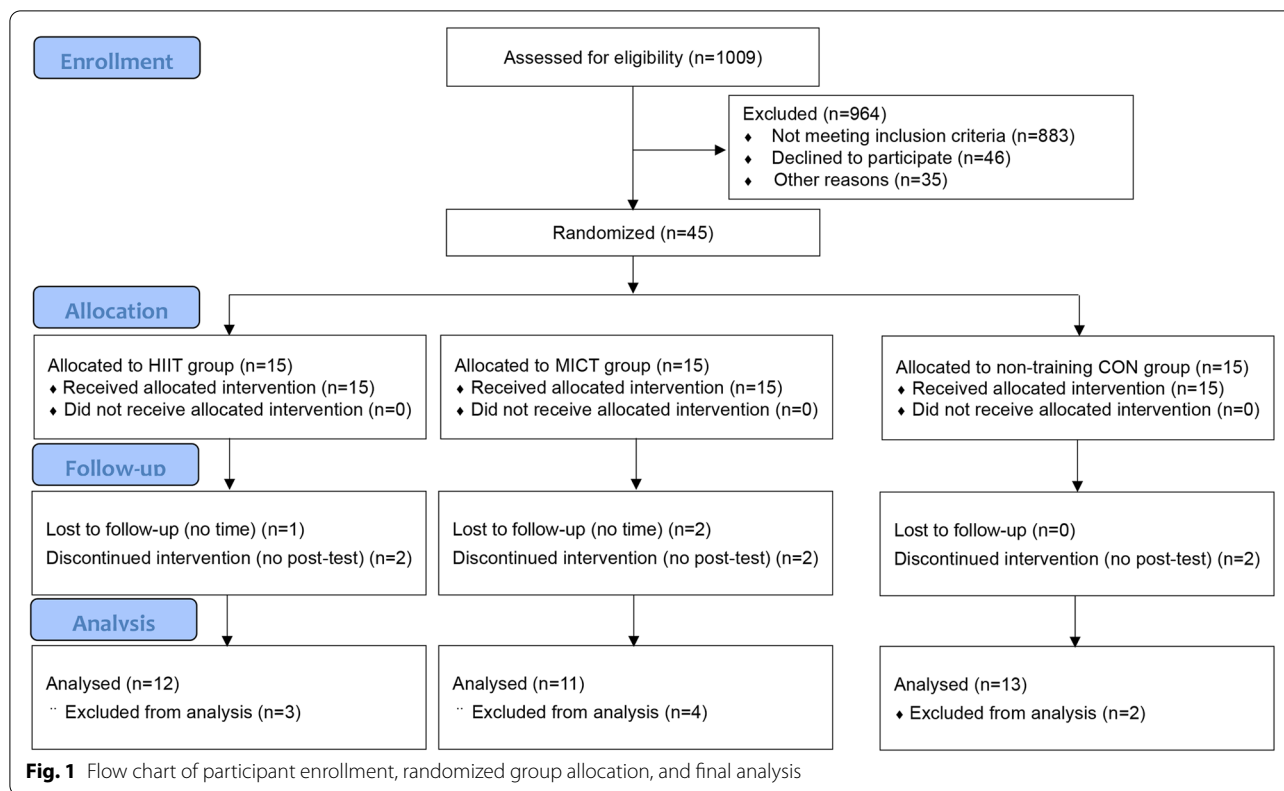 Enrollment
Assessed for eligibility (n=1009)
Excluded (n=964)
♦ Not meeting inclusion criteria (n=883)
♦ Declined to participate (n=46)
♦ Other reasons (n=35)
Randomized (n=45)
Allocation
Allocated to HIIT group (n=15)
♦ Received allocated intervention (n=15)
♦ Did not receive allocated intervention (n=0)
Allocated to MICT group (n=15)
♦ Received allocated intervention (n=15)
♦ Did not receive allocated intervention (n=0)
Allocated to non-training CON group (n=15)
♦ Received allocated intervention (n=15)
♦ Did not receive allocated intervention (n=0)
Follow-up
Lost to follow-up (no time) (n=1)
Discontinued intervention (no post-test) (n=2)
Lost to follow-up (no time) (n=2)
Discontinued intervention (no post-test) (n=2)
Lost to follow-up (n=0)
Discontinued intervention (no post-test) (n=2)
Analysis
Analysed (n=12)
¨ Excluded from analysis (n=3)
Analysed (n=11)
¨ Excluded from analysis (n=4)
Analysed (n=13)
♦ Excluded from analysis (n=2)
Fig. 1 Flow chart of participant enrollment, randomized group allocation, and final analysis